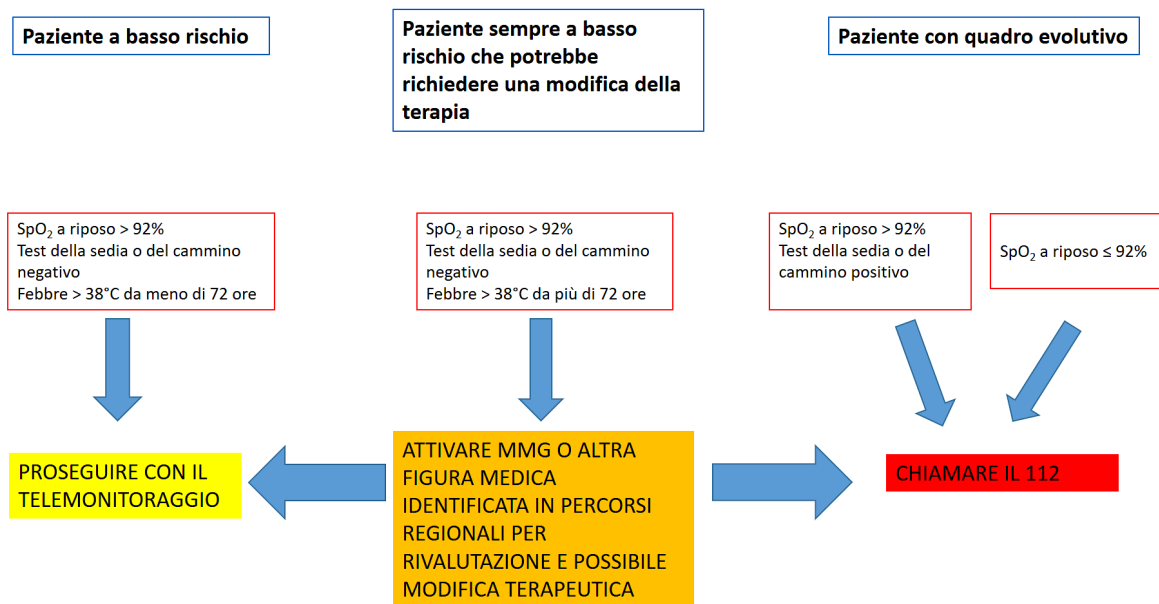 Paziente a basso rischio
Paziente sempre a basso
rischio che potrebbe
richiedere una modifica della
terapia
Paziente con quadro evolutivo
SpO₂ a riposo > 92%
Test della sedia o del cammino
negativo
Febbre > 38°C da meno di 72 ore
SpO₂ a riposo > 92%
Test della sedia o del cammino
negativo
Febbre > 38°C da più di 72 ore
SpO₂ a riposo > 92%
Test della sedia o del
cammino positivo
SpO₂ a riposo ≤ 92%
PROSEGUIRE CON IL
TELEMONITORAGGIO
ATTIVARE MMG O ALTRA
FIGURA MEDICA
IDENTIFICATA IN PERCORSI
REGIONALI PER
RIVALUTAZIONE E POSSIBILE
MODIFICA TERAPEUTICA
CHIAMARE IL 112